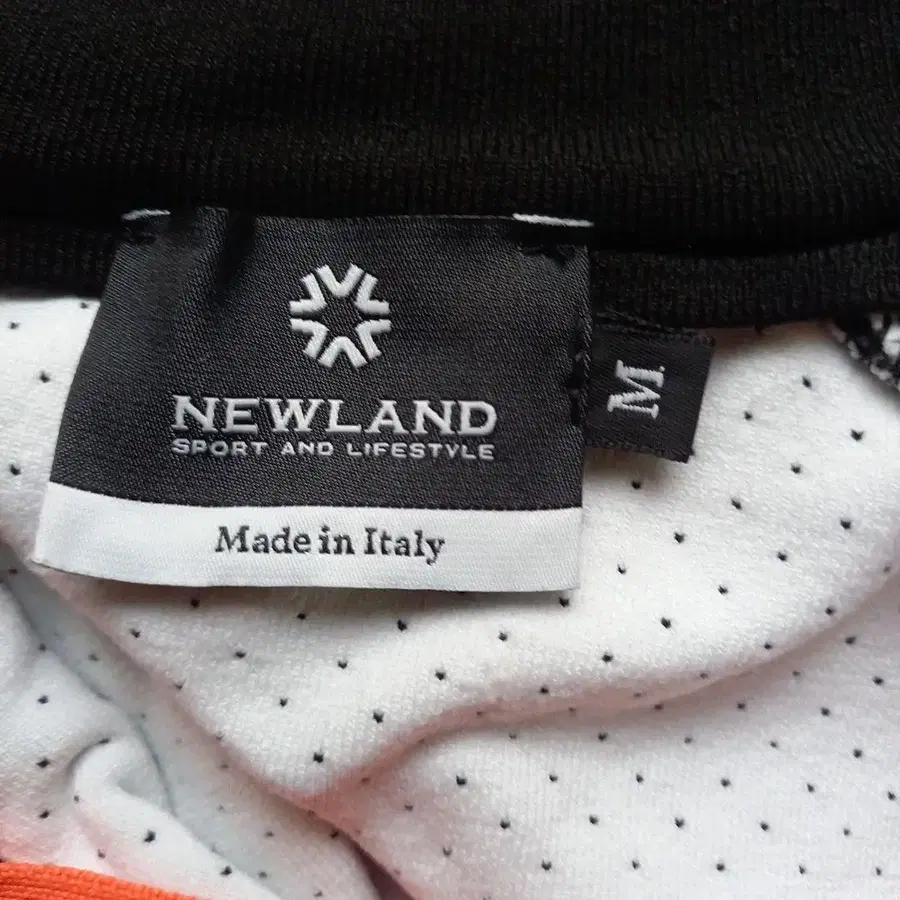 NEWLAND
SPORT AND LIFESTYLE
Made in Italy
M.